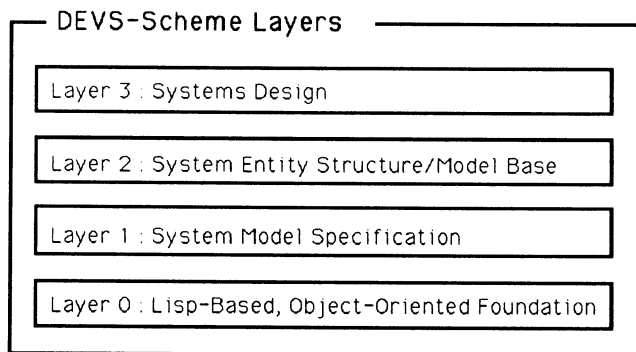 DEVS-Scheme Layers
Layer 3 : Systems Design
Layer 2 : System Entity Structure/Model Base
Layer 1 : System Model Specification
Layer 0 : Lisp-Based, Object-Oriented Foundation